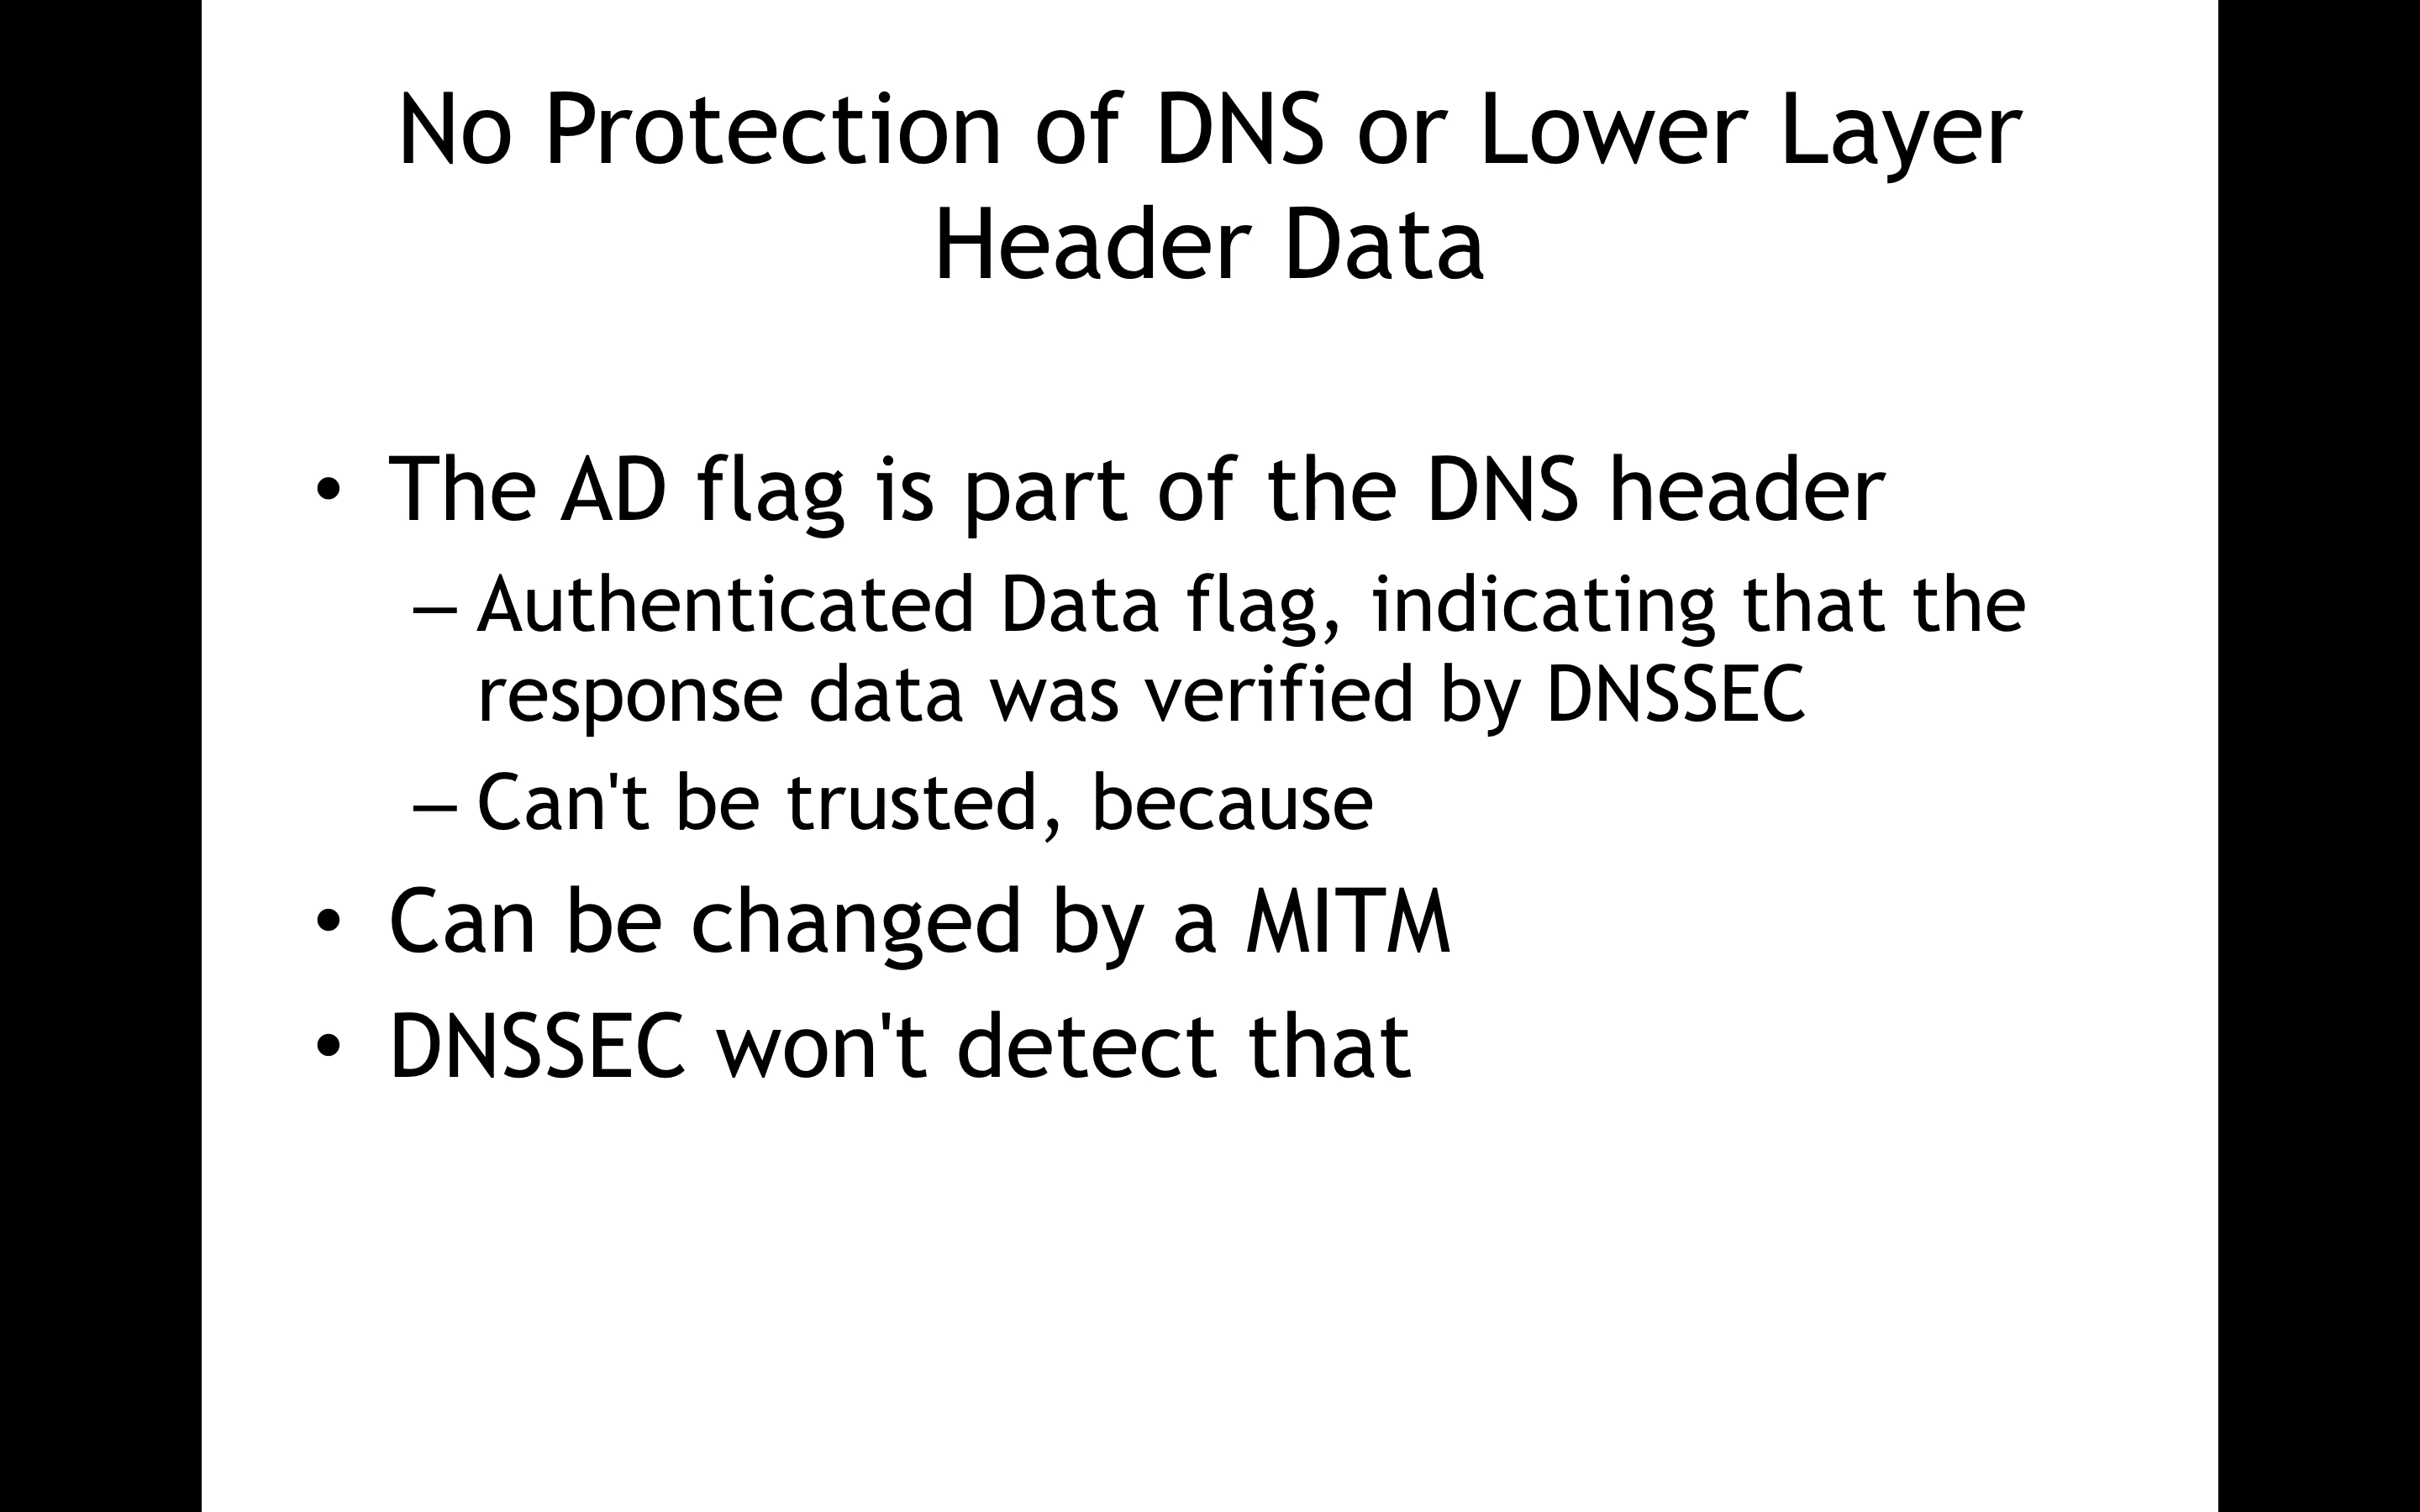 No Protection of DNS or Lower Layer
Header Data
• The AD flag is part of the DNS header
– Authenticated Data flag, indicating that the
response data was verified by DNSSEC
– Can't be trusted, because
• Can be changed by a MITM
• DNSSEC won't detect that